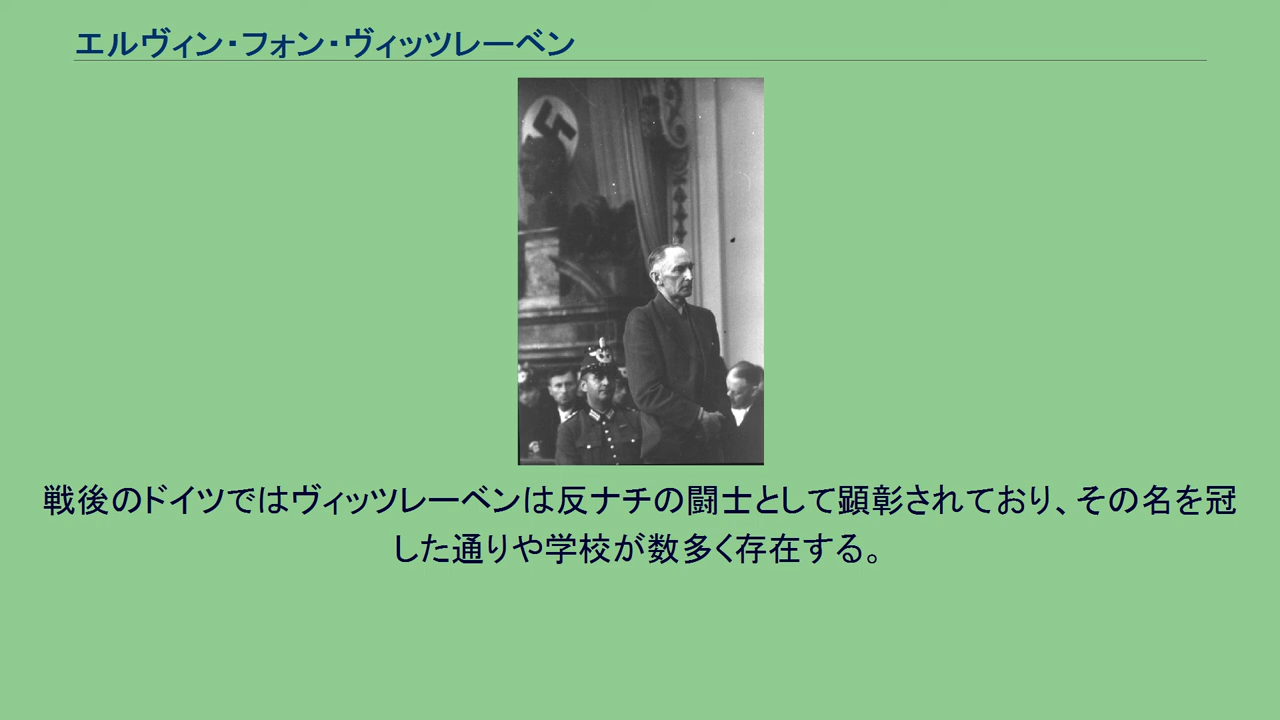 エルヴィン・フォン・ヴィッツレーベン
戦後のドイツではヴィッツレーベンは反ナチの闘士として顕彰されており、その名を冠
した通りや学校が数多く存在する。